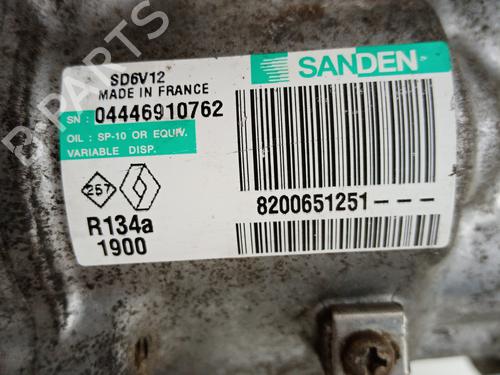 SD6V12
MADE IN FRANCE
SN : 04446910762
OIL : SP-10 OR EQUIV.
VARIABLE DISP.
257
R134a
1900
SANDEN
8200651251---
B-PARTS